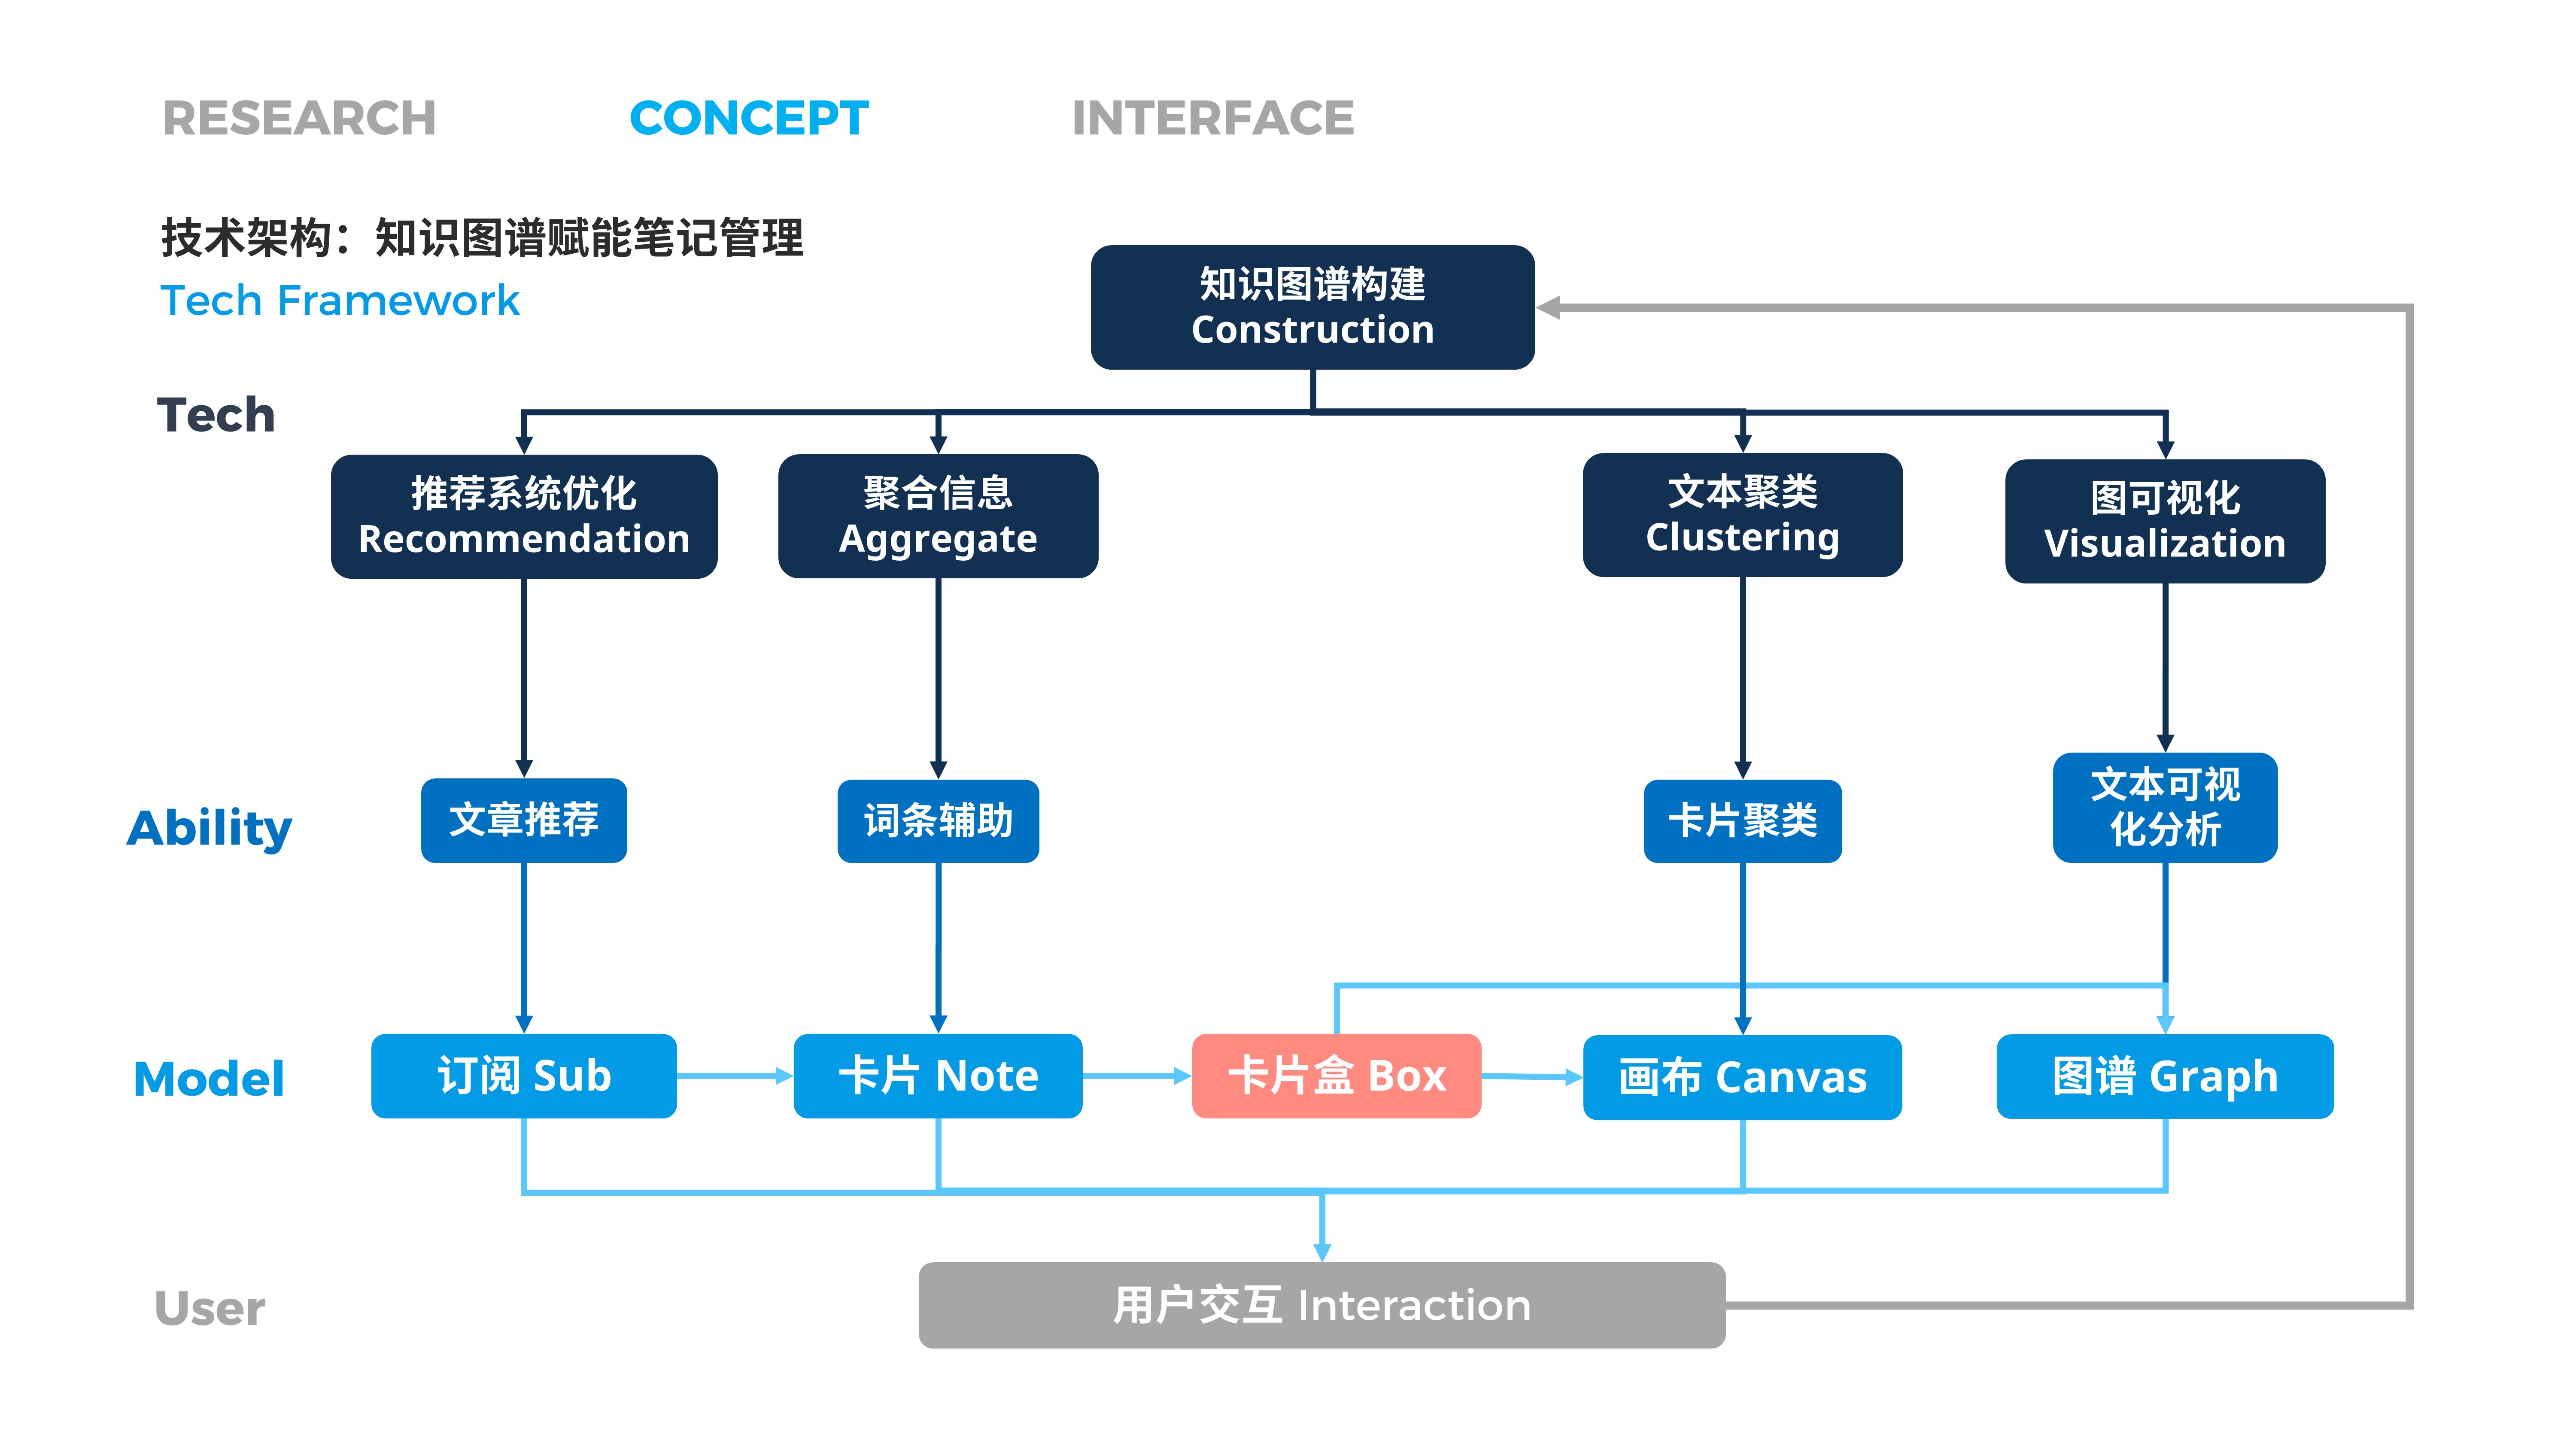 RESEARCH CONCEPT INTERFACE
技术架构：知识图谱赋能笔记管理
Tech Framework
知识图谱构建
Construction
Tech
推荐系统优化
Recommendation
聚合信息
Aggregate
文本聚类
Clustering
图可视化
Visualization
Ability
文章推荐
词条辅助
卡片聚类
文本可视
化分析
Model
订阅 Sub
卡片 Note
卡片盒 Box
画布 Canvas
图谱 Graph
User
用户交互 Interaction